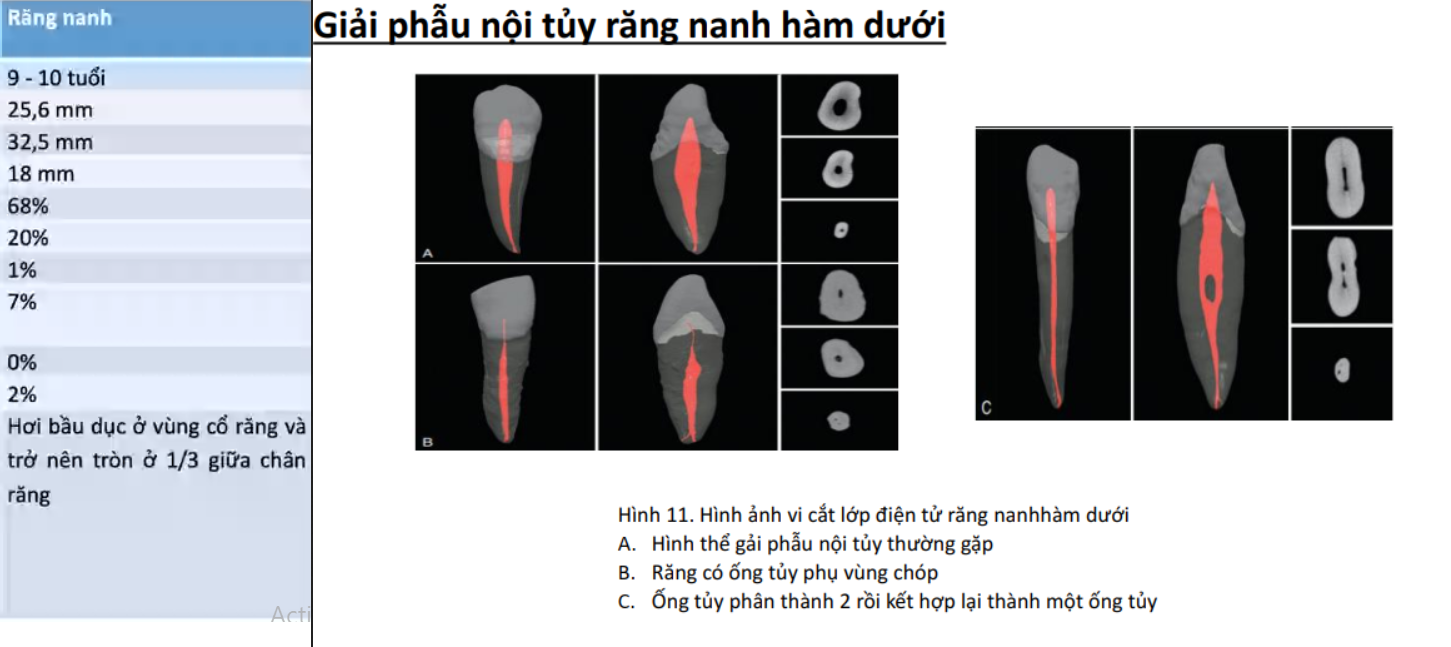 Răng nanh
9 - 10 tuổi
25,6 mm
32,5 mm
18 mm
68%
20%
1%
7%
0%
2%
Hơi bầu dục ở vùng cổ răng và
trở nên tròn ở 1/3 giữa chân
răng
Acti
Giải phẫu nội tủy răng nanh hàm dưới
A
B
C
Hình 11. Hình ảnh vi cắt lớp điện tử răng nanhhàm dưới
A. Hình thể gải phẫu nội tủy thường gặp
B. Răng có ống tủy phụ vùng chóp
C. Ống tủy phân thành 2 rồi kết hợp lại thành một ống tủy